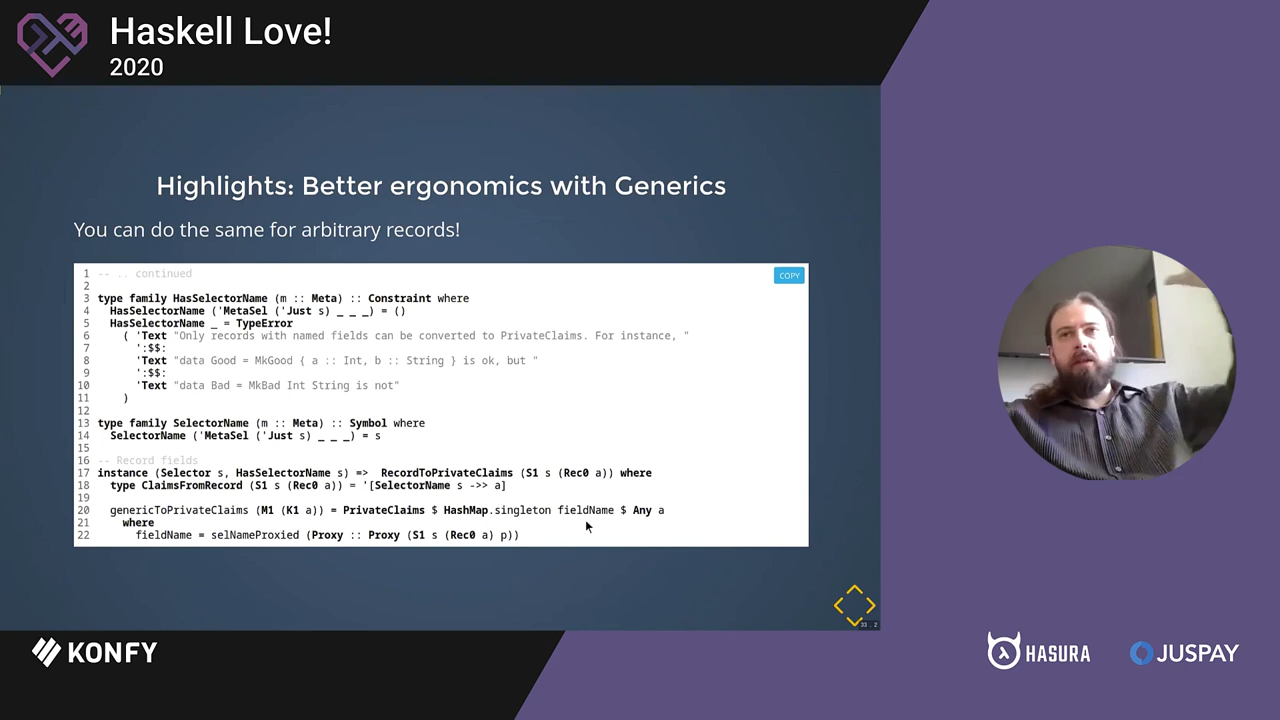 Haskell Love!
2020
Highlights: Better ergonomics with Generics
You can do the same for arbitrary records!
COPY
1 -- .. continued
2
3 type family HasSelectorName (m :: Meta) :: Constraint where
4 HasSelectorName ('MetaSel ('Just s) _ _ _) = ()
5 HasSelectorName _ = TypeError
6 ( 'Text "Only records with named fields can be converted to PrivateClaims. For instance, "
7 ':$$:
8 'Text "data Good = MkGood { a :: Int, b :: String } is ok, but "
9 ':$$:
10 'Text "data Bad = MkBad Int String is not"
11 )
12
13 type family SelectorName (m :: Meta) :: Symbol where
14 SelectorName ('MetaSel ('Just s) _ _ _) = s
15
16 -- Record fields
17 instance (Selector s, HasSelectorName s) => RecordToPrivateClaims (S1 s (Rec0 a)) where
18 type ClaimsFromRecord (S1 s (Rec0 a)) = '[SelectorName s ->> a]
19
20 genericToPrivateClaims (M1 (K1 a)) = PrivateClaims $ HashMap.singleton fieldName $ Any a
21 where
22 fieldName = selNameProxied (Proxy :: Proxy (S1 s (Rec0 a) p))
33 . 2
KONFY
HASURA
JUSPAY